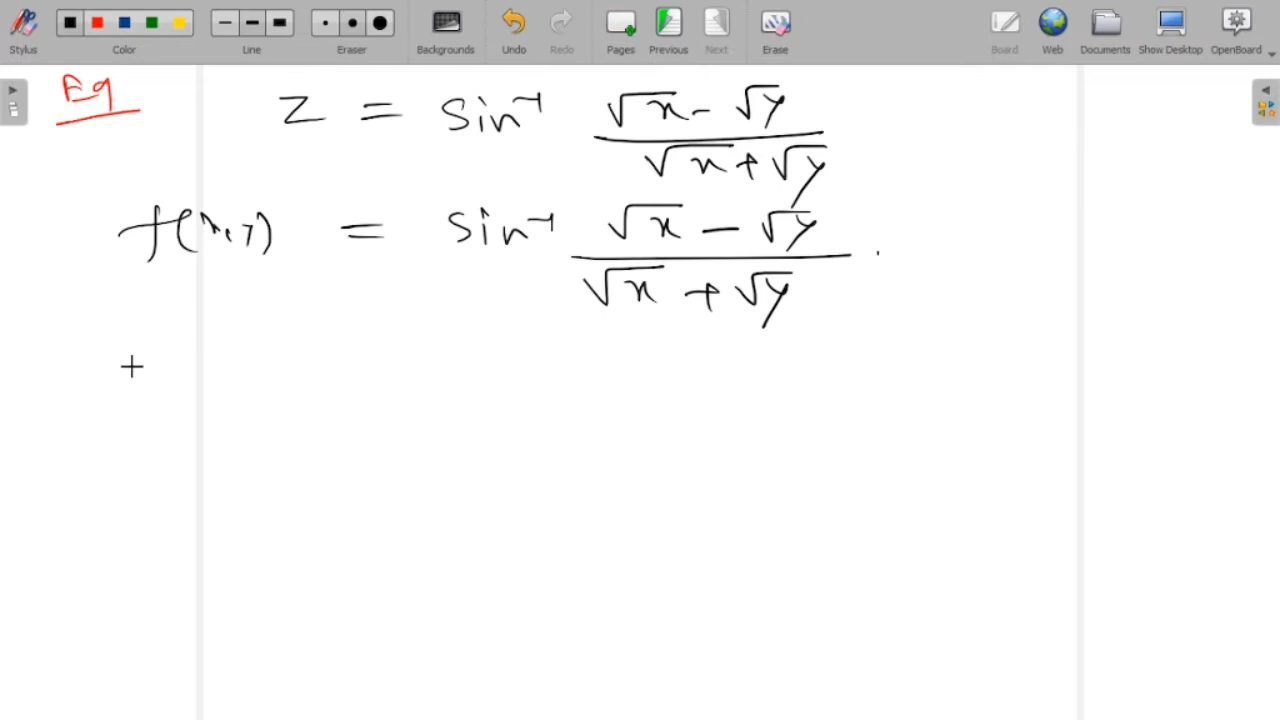 Stylus Color Line Eraser Backgrounds Undo Redo Pages Previous Next Erase Board Web Documents Show Desktop OpenBoard
Eg
z = sin⁻¹ (√x - √y)/(√x + √y)
f(x, y) = sin⁻¹ (√x - √y)/(√x + √y) .